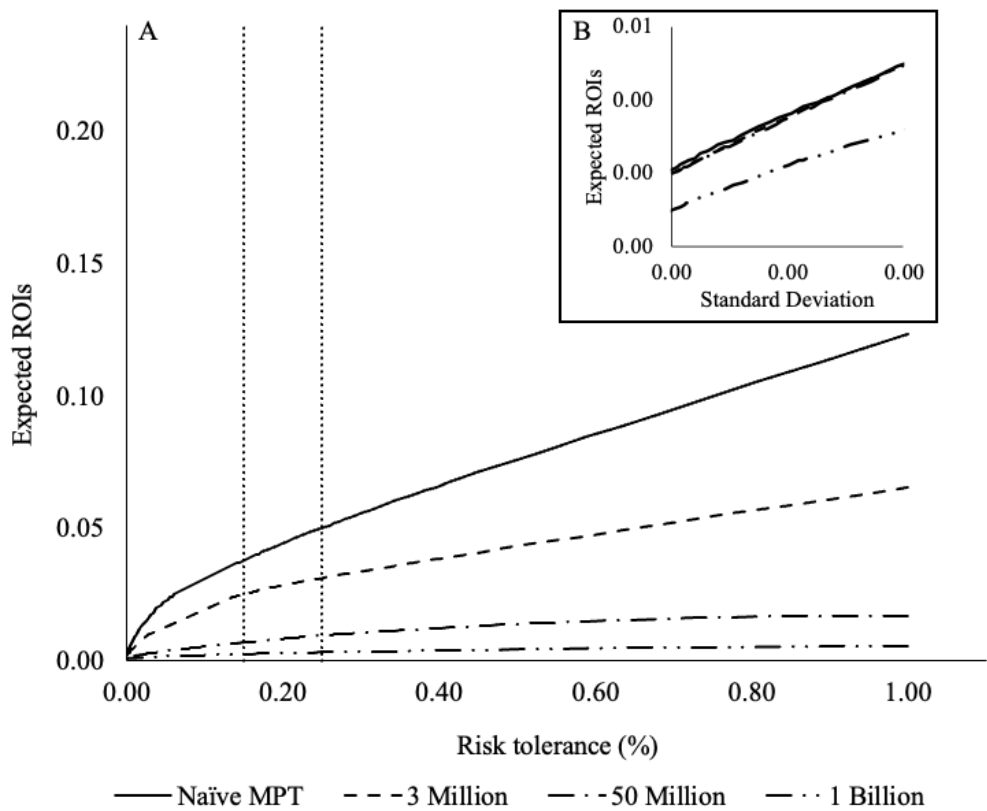 A
B
0.01
0.00
0.00
0.00
Expected ROIs
0.00 0.00 0.00
Standard Deviation
0.20
0.15
0.10
0.05
0.00
Expected ROIs
0.00 0.20 0.40 0.60 0.80 1.00
Risk tolerance (%)
Naïve MPT 3 Million 50 Million 1 Billion